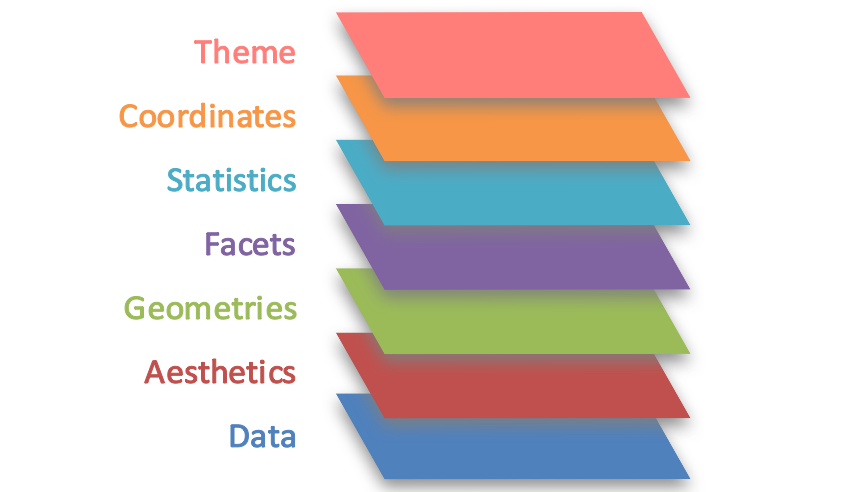 Theme
Coordinates
Statistics
Facets
Geometries
Aesthetics
Data